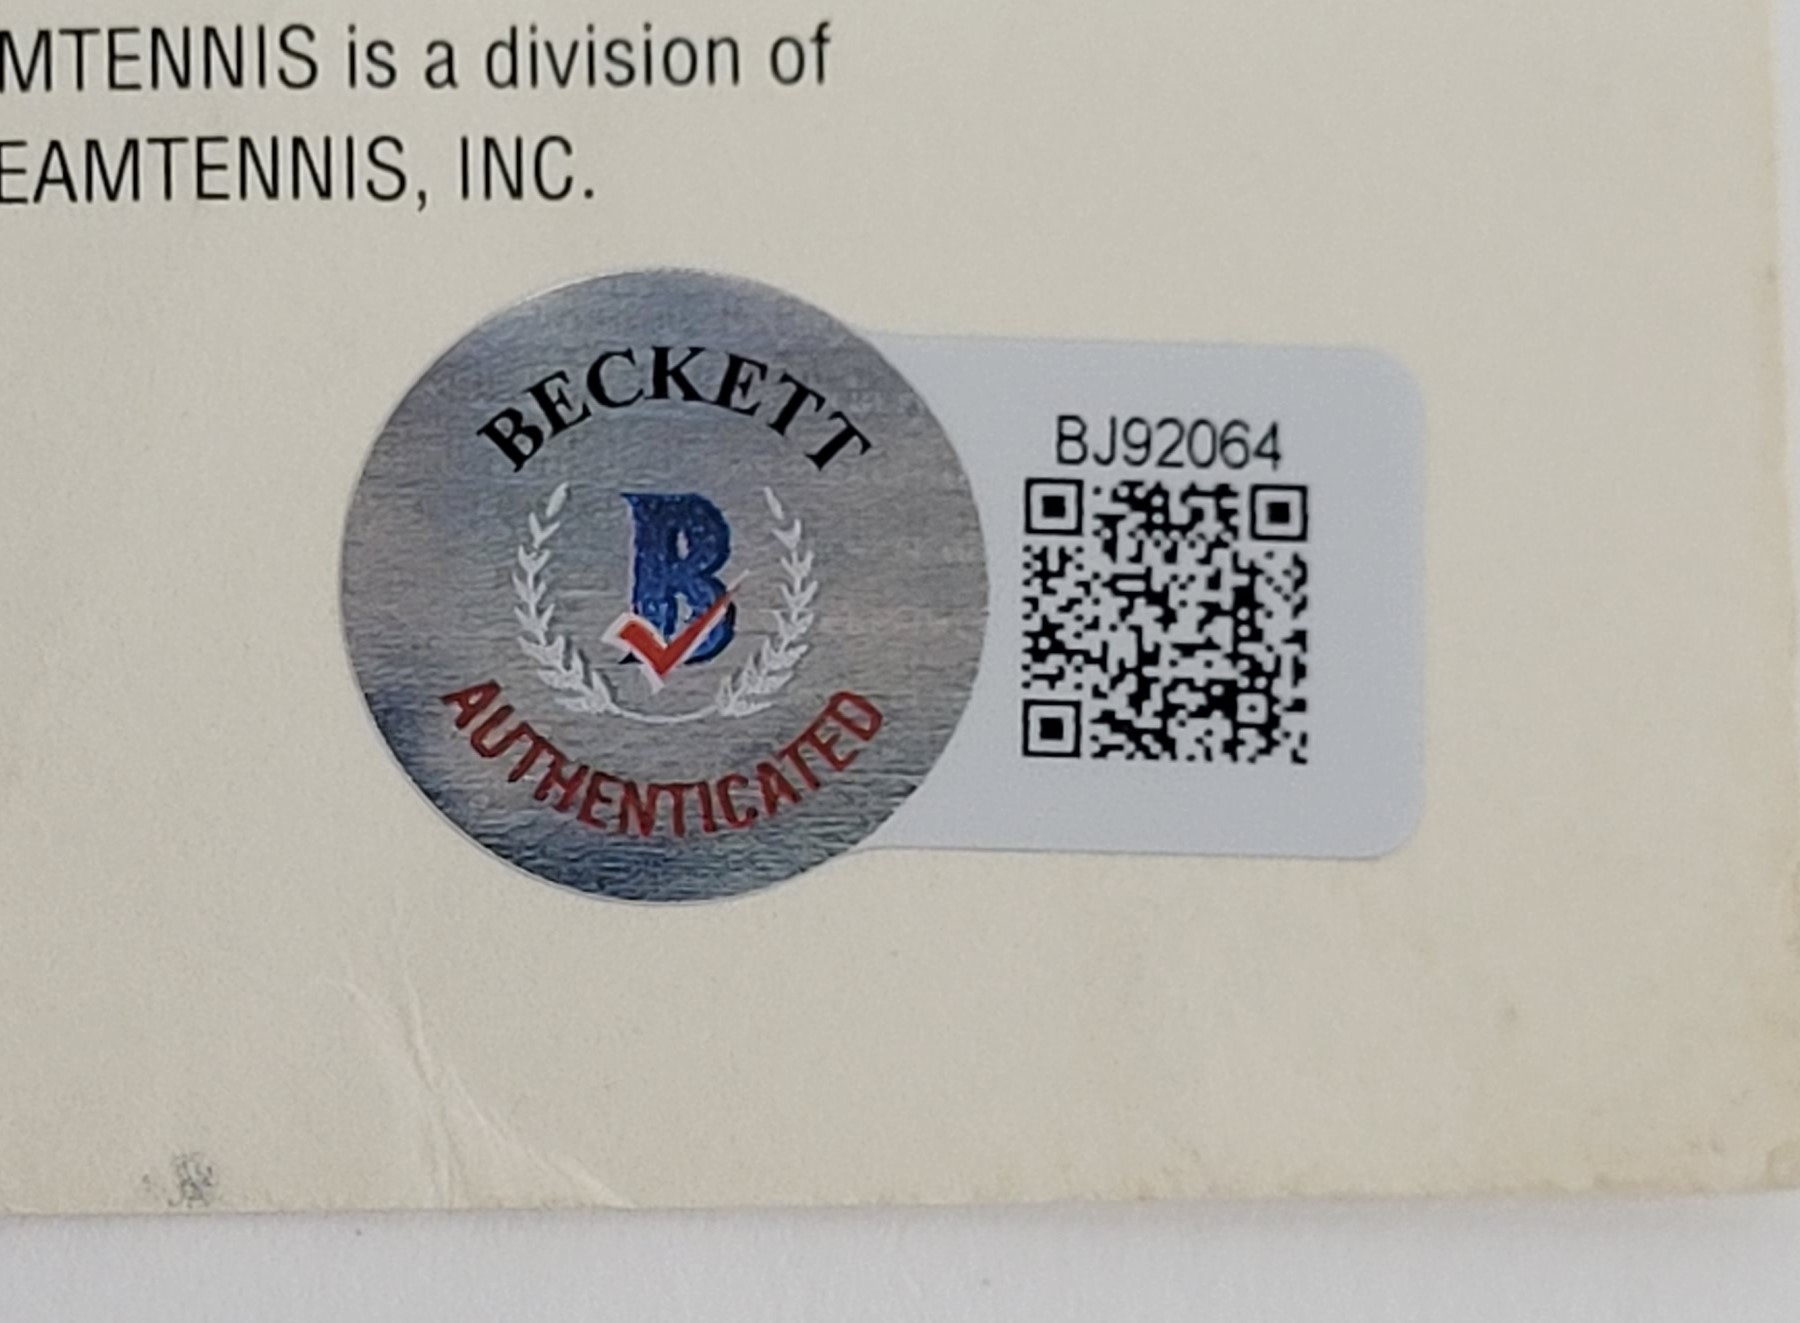 MTENNIS is a division of
EAMTENNIS, INC.
BECKETT
B
AUTHENTICATED
BJ92064